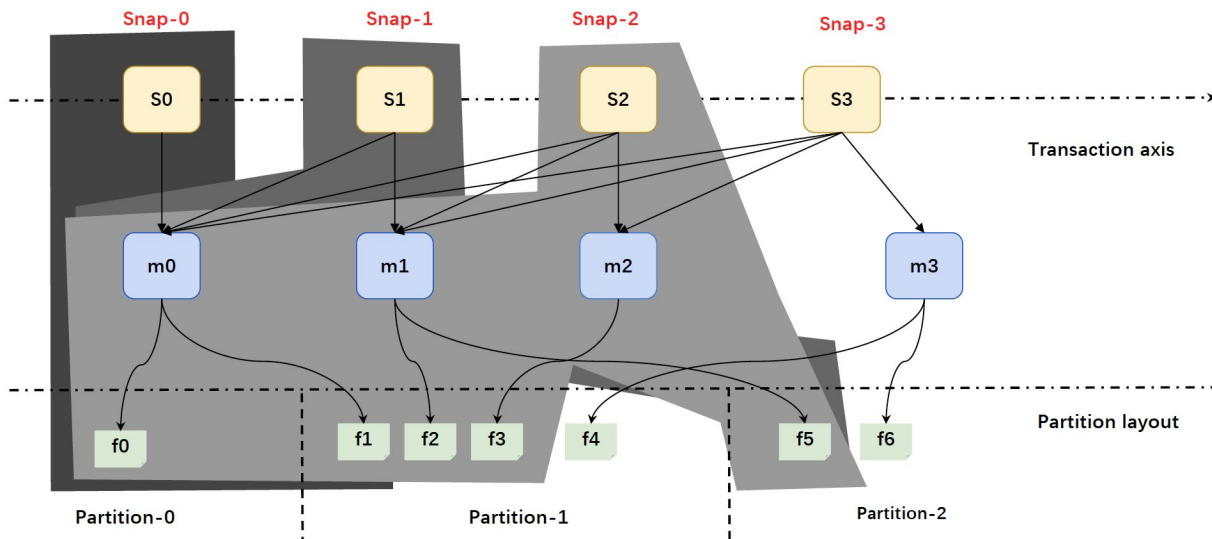 Snap-0
Snap-1
Snap-2
Snap-3
S0
S1
S2
S3
Transaction axis
m0
m1
m2
m3
Partition layout
f0
f1
f2
f3
f4
f5
f6
Partition-0
Partition-1
Partition-2